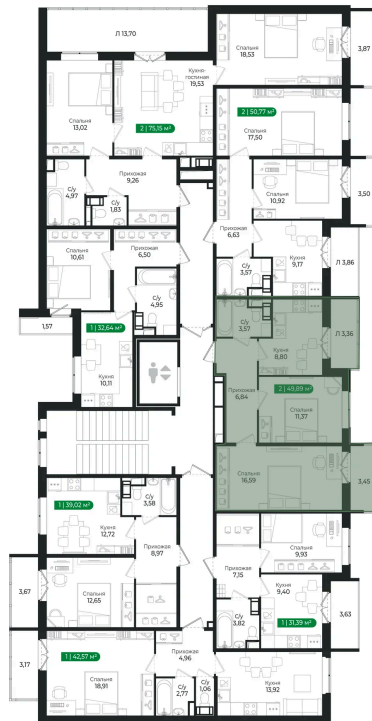 Л 13,70
Спальня
18,53
3,87
Кухня-
гостиная
19,53
Спальня
13,02
2 | 75,15 м²
2 | 50,77 м²
Спальня
17,50
С/у
4,97
Прихожая
9,26
С/у
1,83
Спальня
10,92
3,50
Прихожая
6,63
Спальня
10,61
Прихожая
6,50
Кухня
9,17
Л 3,86
С/у
3,57
С/у
4,95
1,57
1 | 32,64 м²
Кухня
10,11
С/у
3,57
Кухня
8,80
Л 3,36
2 | 49,89 м²
Прихожая
6,84
Спальня
11,37
Спальня
16,59
3,45
1 | 39,02 м²
Кухня
12,72
С/у
3,58
Прихожая
8,97
Спальня
9,93
Прихожая
7,15
3,67
Спальня
12,65
Кухня
9,40
3,63
С/у
3,82
1 | 31,39 м²
1 | 42,57 м²
3,17
Спальня
18,91
Прихожая
4,96
С/у
2,77
С/у
1,06
Кухня
13,92